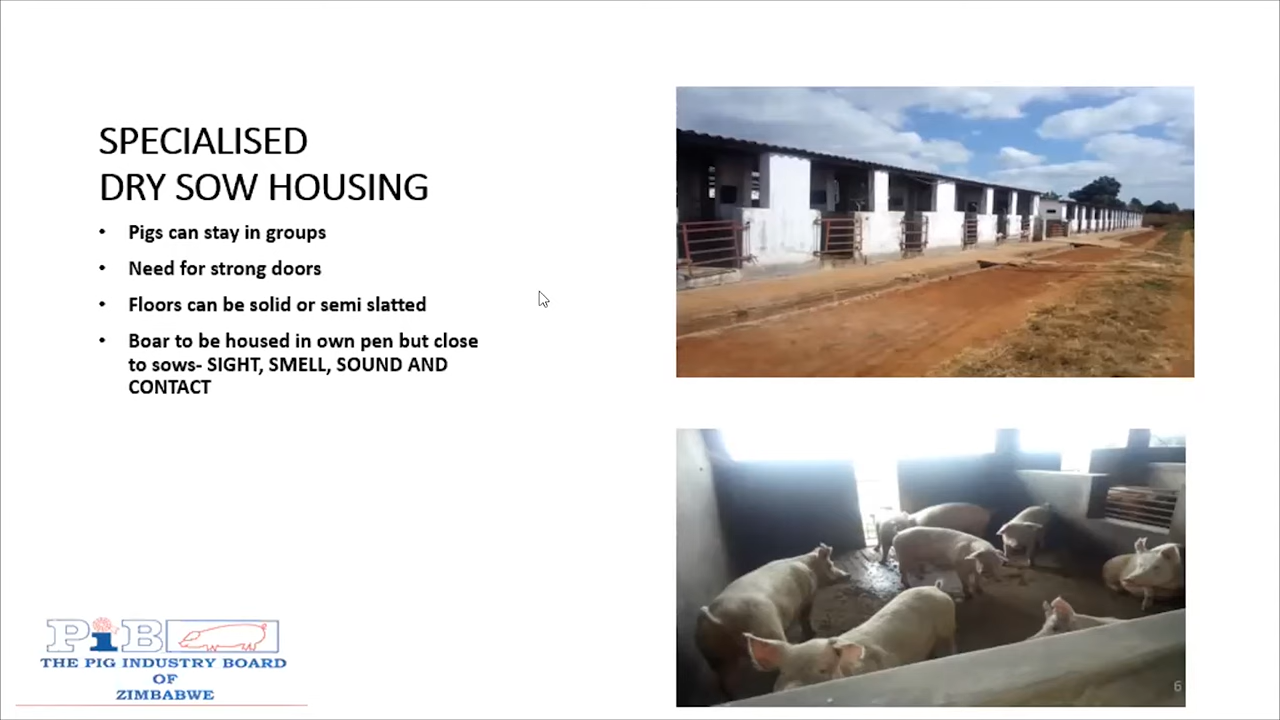 SPECIALISED
DRY SOW HOUSING
• Pigs can stay in groups
• Need for strong doors
• Floors can be solid or semi slatted
• Boar to be housed in own pen but close
to sows- SIGHT, SMELL, SOUND AND
CONTACT
PiB
THE PIG INDUSTRY BOARD
OF
ZIMBABWE
6